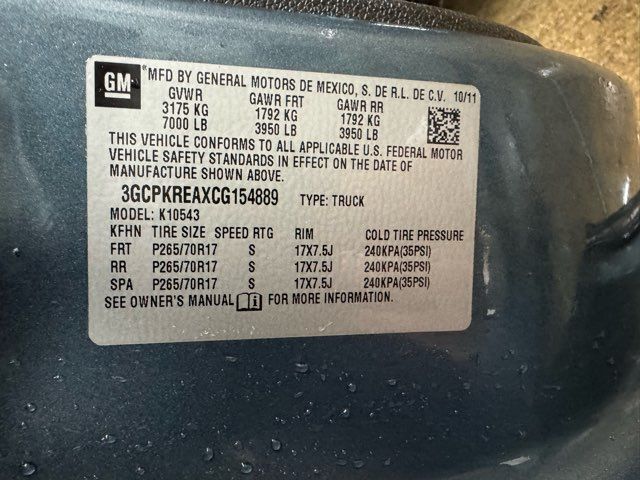 GM ® MFD BY GENERAL MOTORS DE MEXICO, S. DE R.L. DE C.V. 10/11
GVWR GAWR FRT GAWR RR
3175 KG 1792 KG 1792 KG
7000 LB 3950 LB 3950 LB
THIS VEHICLE CONFORMS TO ALL APPLICABLE U.S. FEDERAL MOTOR
VEHICLE SAFETY STANDARDS IN EFFECT ON THE DATE OF
MANUFACTURE SHOWN ABOVE.
3GCPKREAXCG154889 TYPE: TRUCK
MODEL: K10543
KFHN TIRE SIZE SPEED RTG RIM COLD TIRE PRESSURE
FRT P265/70R17 S 17X7.5J 240KPA(35PSI)
RR P265/70R17 S 17X7.5J 240KPA(35PSI)
SPA P265/70R17 S 17X7.5J 240KPA(35PSI)
SEE OWNER'S MANUAL FOR MORE INFORMATION.